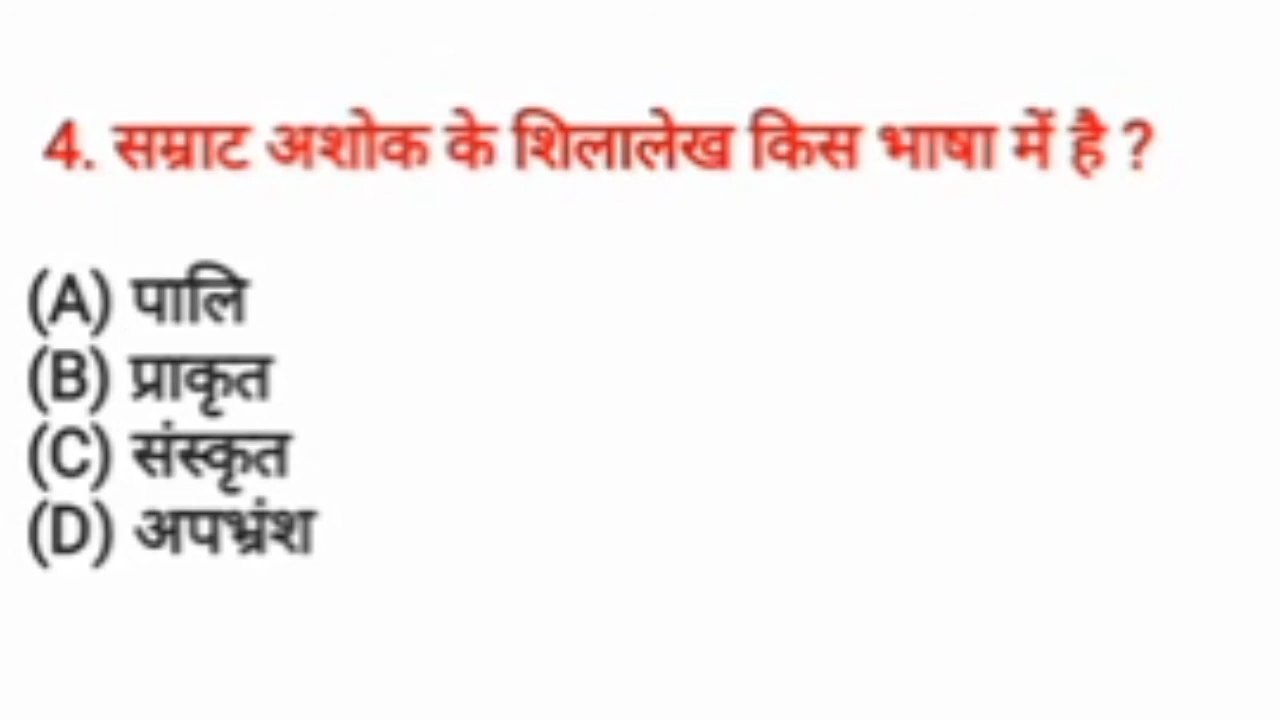 4. सम्राट अशोक के शिलालेख किस भाषा में है ?
(A) पालि
(B) प्राकृत
(C) संस्कृत
(D) अपभ्रंश